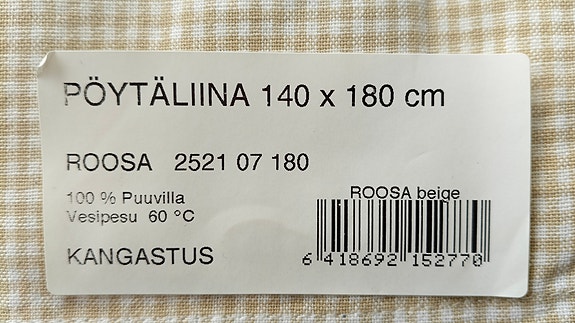 PÖYTÄLIINA 140 x 180 cm
ROOSA 2521 07 180
100 % Puuvilla
Vesipesu 60 °C
KANGASTUS
ROOSA beige
6 418692 152770